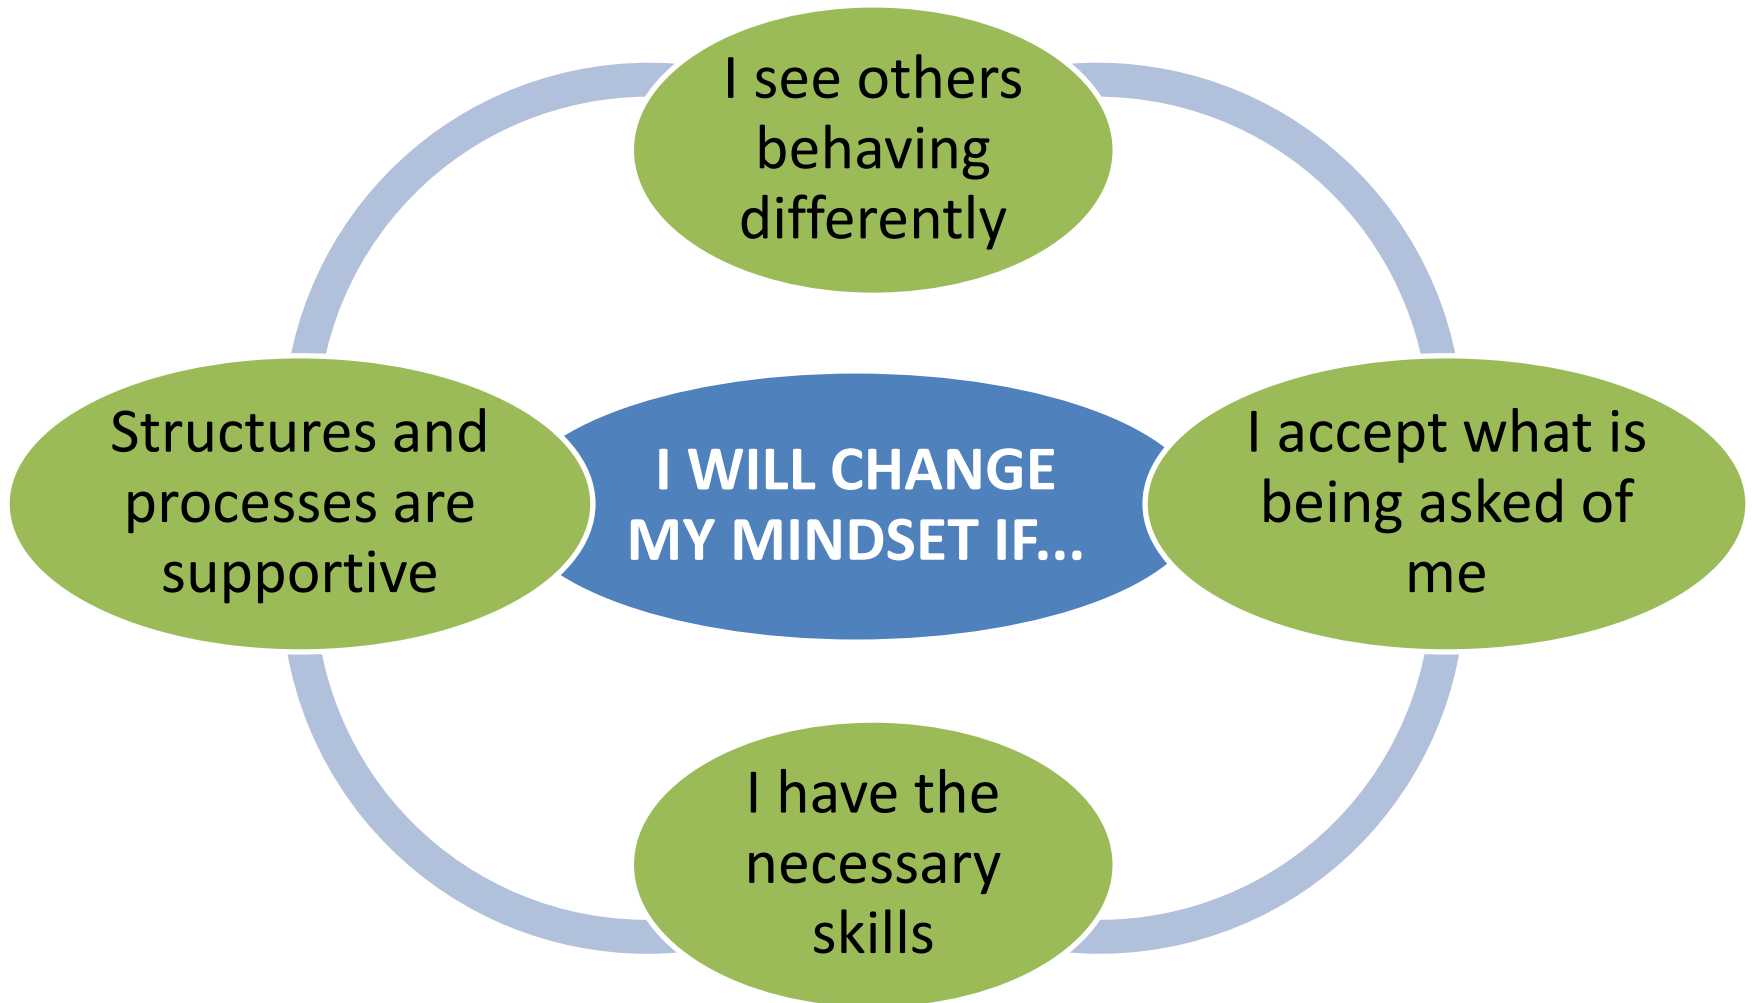 I see others
behaving
differently
Structures and
processes are
supportive
I WILL CHANGE
MY MINDSET IF...
I accept what is
being asked of
me
I have the
necessary
skills